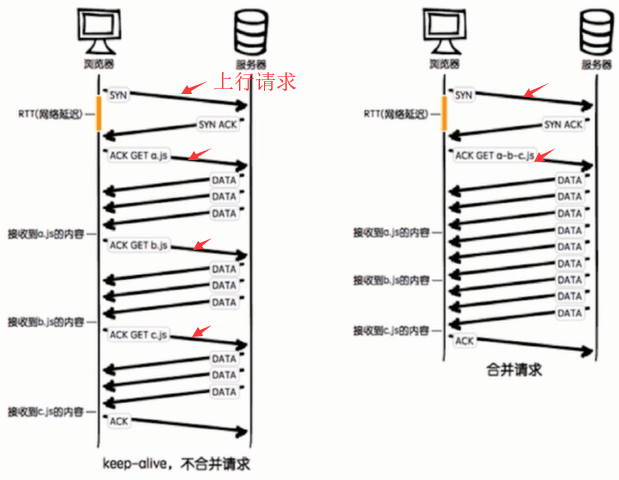 浏览器
服务器
SYN
上行请求
RTT(网络延迟)
SYN ACK
ACK GET a.js
DATA
DATA
DATA
接收到a.js的内容
ACK GET b.js
DATA
DATA
DATA
接收到b.js的内容
ACK GET c.js
DATA
DATA
DATA
接收到c.js的内容
ACK
keep-alive，不合并请求
浏览器
服务器
SYN
RTT(网络延迟)
SYN ACK
ACK GET a-b-c.js
DATA
DATA
DATA
接收到a.js的内容
DATA
DATA
DATA
接收到b.js的内容
DATA
DATA
DATA
接收到c.js的内容
ACK
合并请求